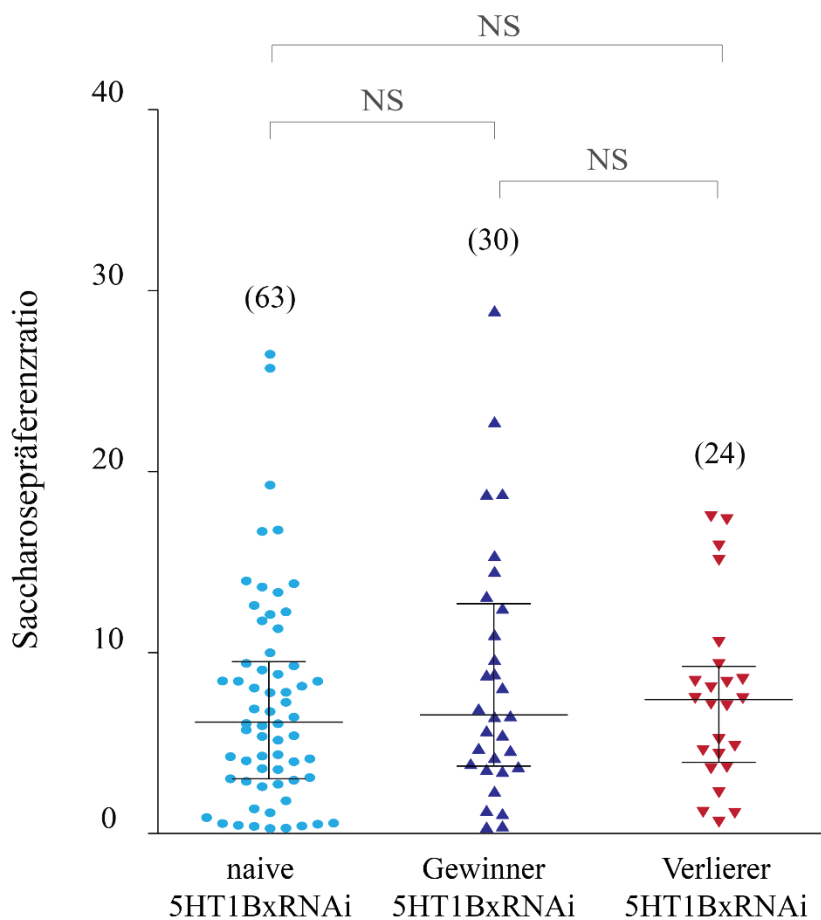 NS
NS
NS
40
30
20
10
0
Saccharosepräferenzratio
(63)
(30)
(24)
naive
5HT1BxRNAi
Gewinner
5HT1BxRNAi
Verlierer
5HT1BxRNAi